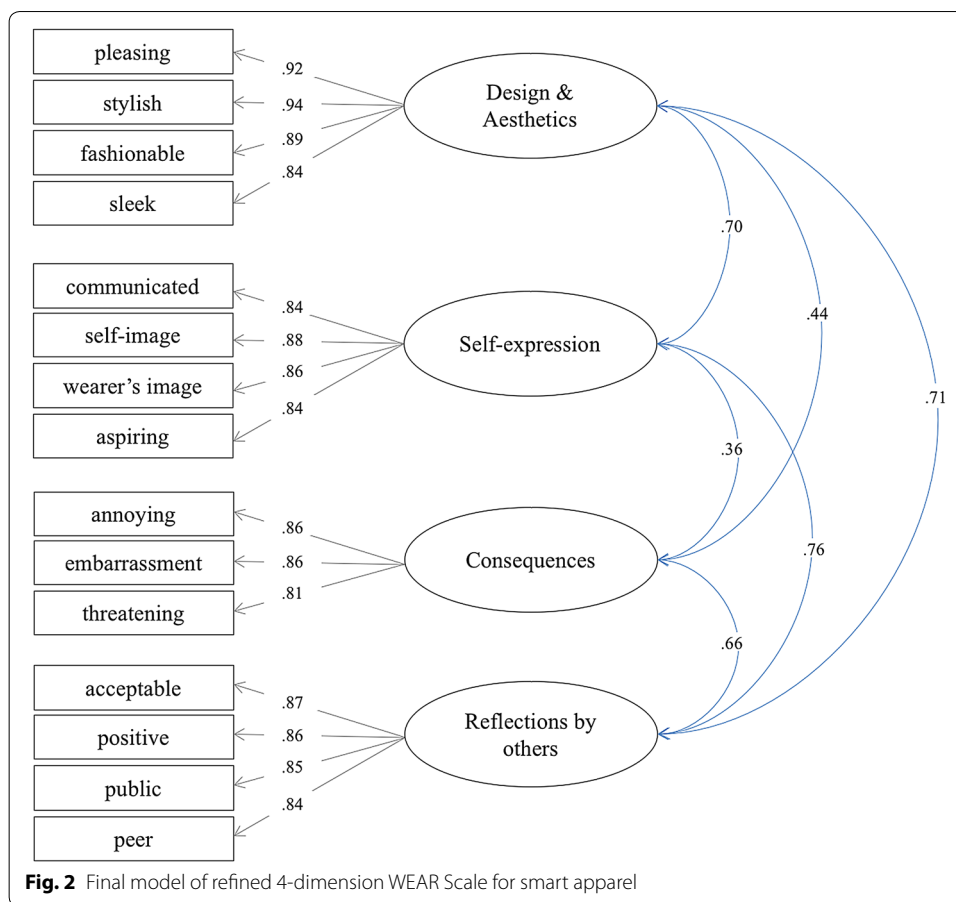 pleasing
stylish
fashionable
sleek
.92
.94
.89
.84
Design &
Aesthetics
communicated
self-image
wearer's image
aspiring
.84
.88
.86
.84
Self-expression
annoying
embarrassment
threatening
.86
.86
.81
Consequences
acceptable
positive
public
peer
.87
.86
.85
.84
Reflections by
others
.70
.44
.71
.36
.76
.66
Fig. 2 Final model of refined 4-dimension WEAR Scale for smart apparel